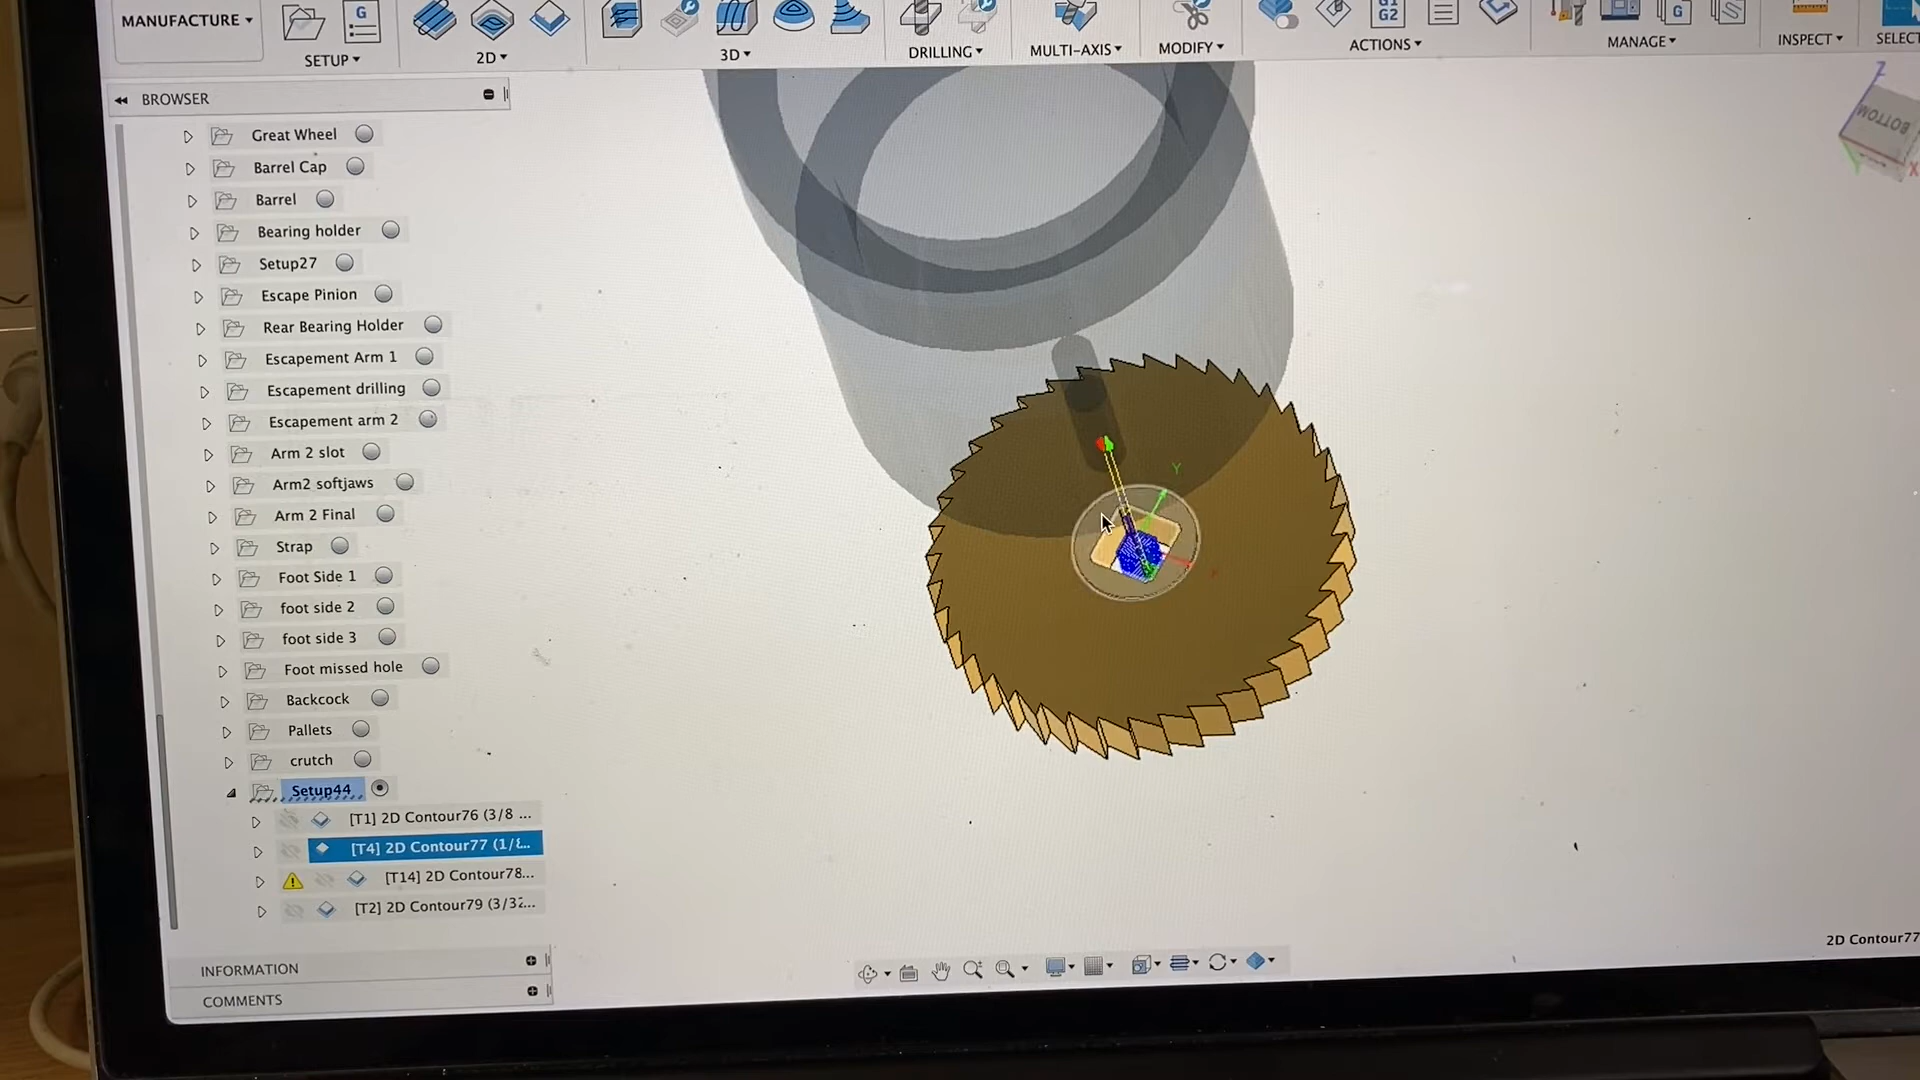 MANUFACTURE
SETUP
2D
3D
DRILLING
MULTI-AXIS
MODIFY
G1
G2
ACTIONS
MANAGE
INSPECT
SELECT
G
G
BROWSER
Great Wheel
Barrel Cap
Barrel
Bearing holder
Setup27
Escape Pinion
Rear Bearing Holder
Escapement Arm 1
Escapement drilling
Escapement arm 2
Arm 2 slot
Arm2 softjaws
Arm 2 Final
Strap
Foot Side 1
foot side 2
foot side 3
Foot missed hole
Backcock
Pallets
crutch
Setup44
[T1] 2D Contour76 (3/8 ...
[T4] 2D Contour77 (1/8...
[T14] 2D Contour78...
[T2] 2D Contour79 (3/32...
INFORMATION
COMMENTS
Z
BOTTOM
X
Y
2D Contour77